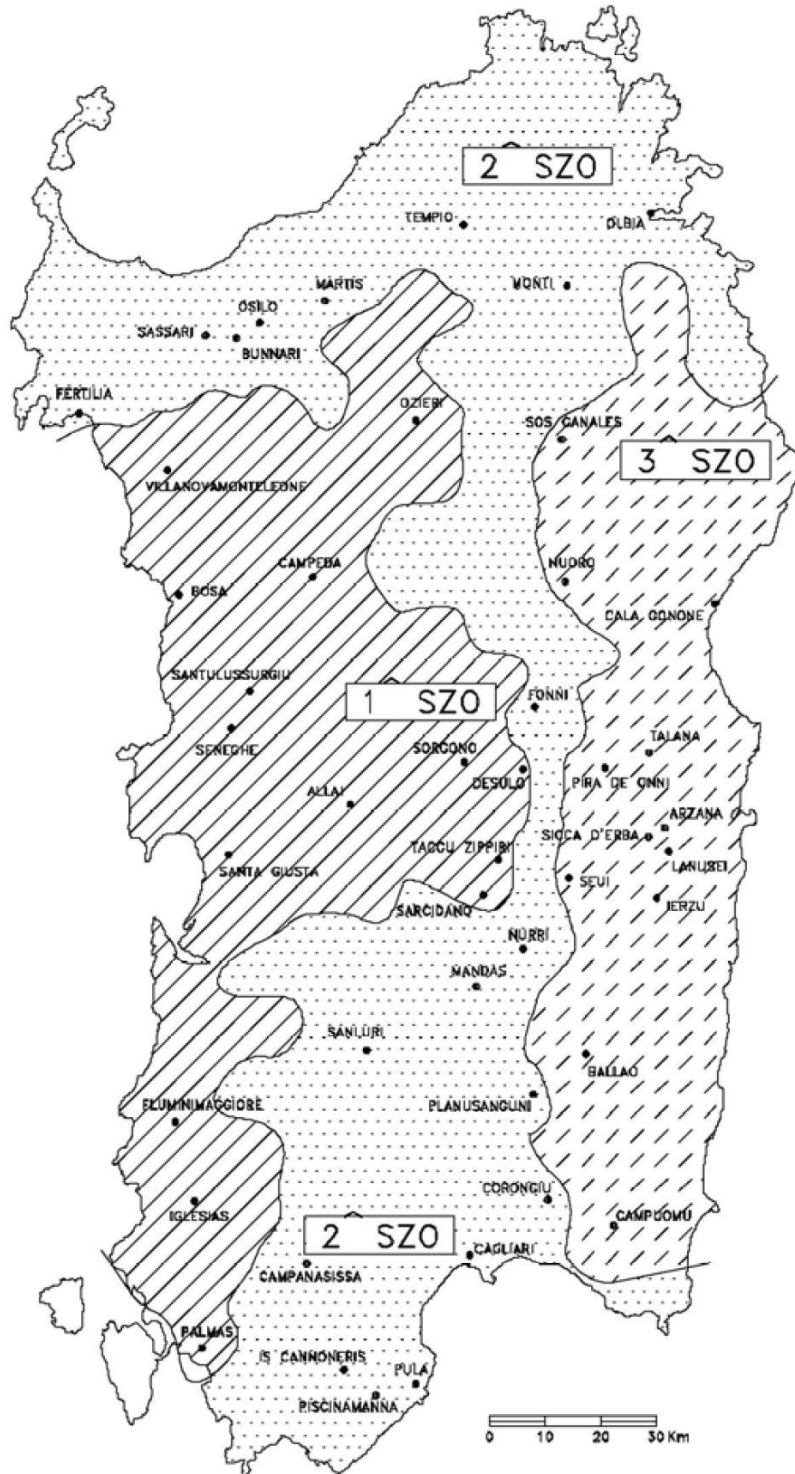 2 SZO
TEMPIO
OLBIA
MONTI
MARTIS
OSILO
SASSARI
BUNNARI
FERTILIA
OZIERI
SOS CANALES
3 SZO
VILLANOVAMONTELEONE
CAMPEDA
NUORO
BOSA
CALA GONONE
SANTULUSSURGIU
1 SZO
FONNI
SENEGHE
SORGONO
TALANA
DESULO
PIRA DE ONNI
ALLAI
ARZANA
SICCA D'ERBA
TACCU ZIPPIRI
LANUSEI
SANTA GIUSTA
SEUI
SARCIDANO
IERZU
NURRI
MANDAS
SANLURI
BALLAO
FLUMINIMAGGIORE
PLANUSANGUNI
CORONGIU
IGLESIAS
CAMPUOMU
2 SZO
CAGLIARI
CAMPANASISSA
PALMAS
IS CANNONERIS
PULA
PISCINAMANNA
0 10 20 30 Km